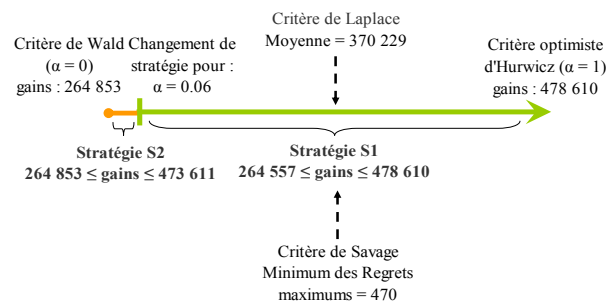 Critère de Laplace
Moyenne = 370 229
Critère de Wald
(α = 0)
gains : 264 853
Changement de
stratégie pour :
α = 0.06
Critère optimiste
d'Hurwicz (α = 1)
gains : 478 610
Stratégie S2
264 853 ≤ gains ≤ 473 611
Stratégie S1
264 557 ≤ gains ≤ 478 610
Critère de Savage
Minimum des Regrets
maximums = 470